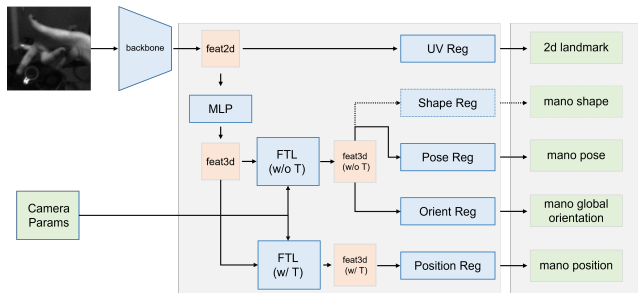 backbone
feat2d
UV Reg
2d landmark
MLP
Shape Reg
mano shape
feat3d
FTL
(w/o T)
feat3d
(w/o T)
Pose Reg
mano pose
Camera
Params
Orient Reg
mano global
orientation
FTL
(w/ T)
feat3d
(w/ T)
Position Reg
mano position